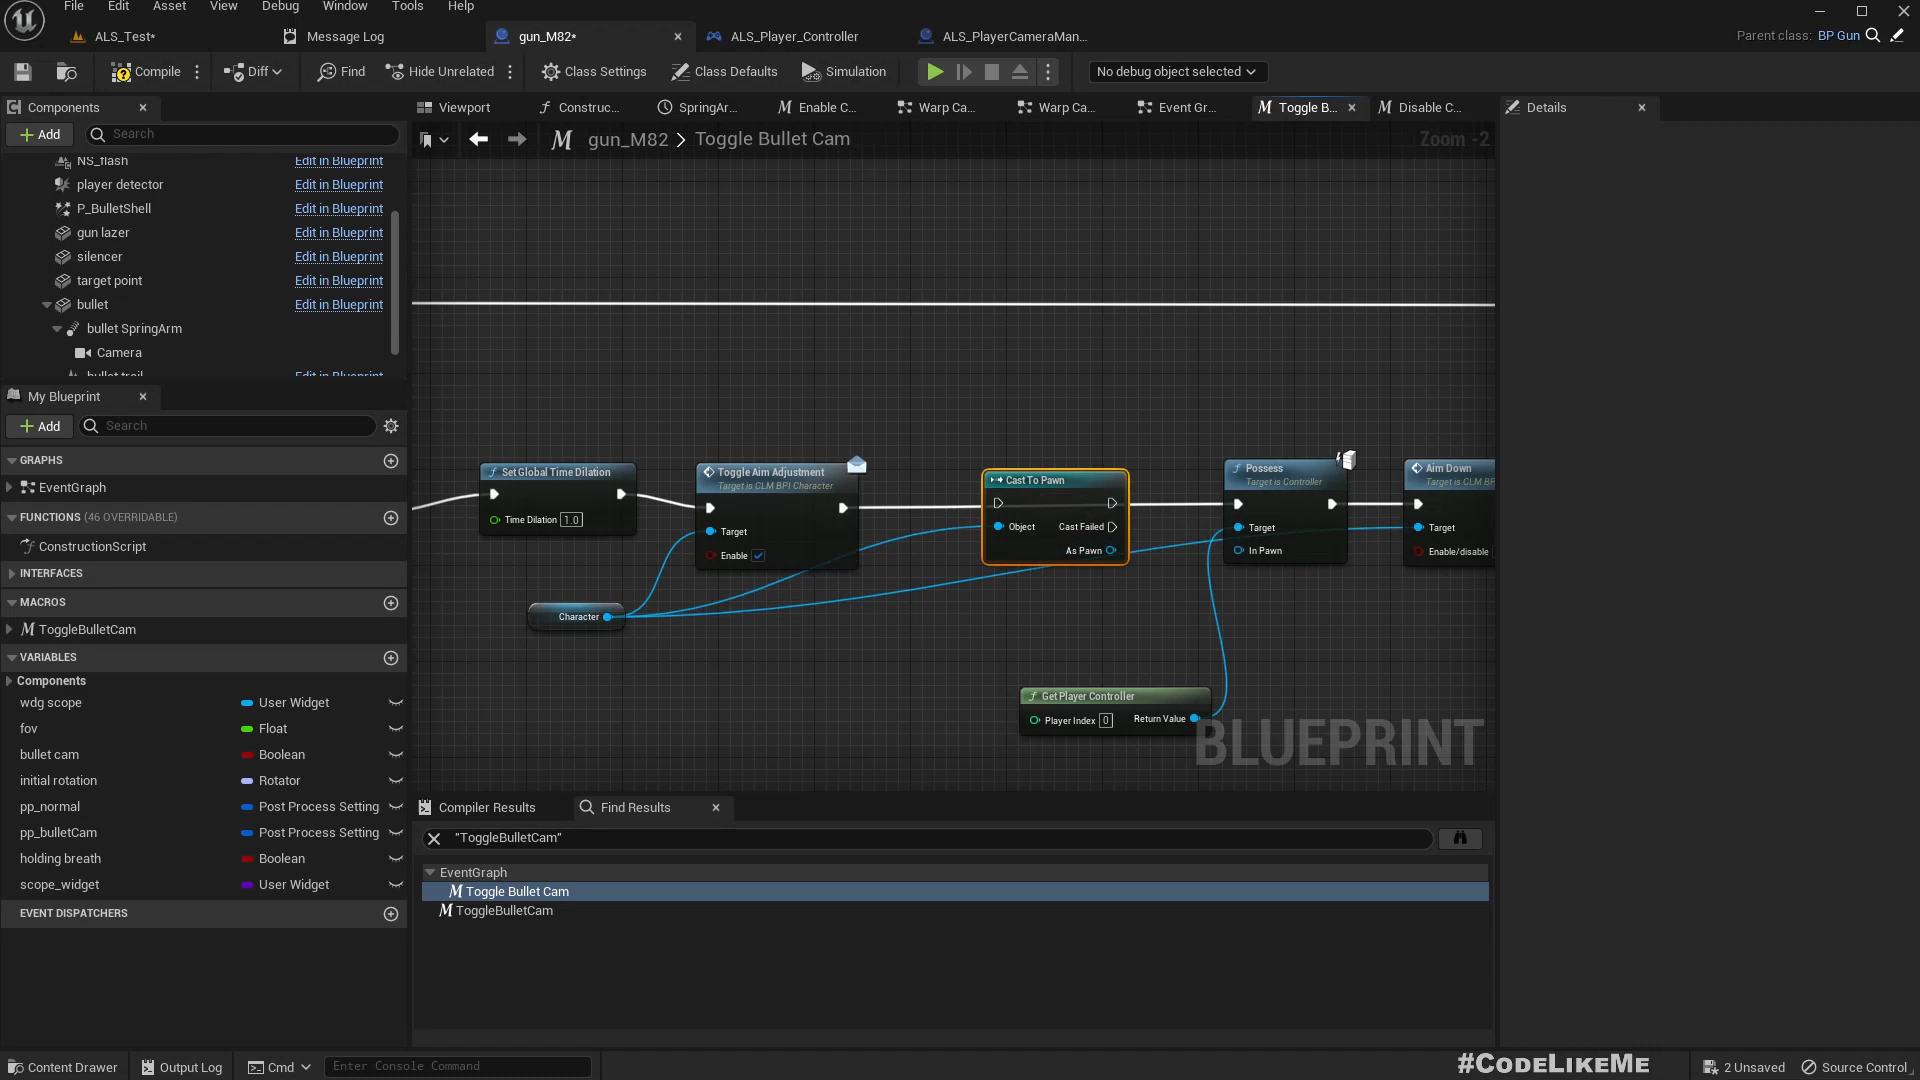 File Edit Asset View Debug Window Tools Help
ALS_Test* Message Log gun_M82* ALS_Player_Controller ALS_PlayerCameraMan... Parent class: BP Gun
Compile Diff Find Hide Unrelated Class Settings Class Defaults Simulation No debug object selected
Components Viewport Construc... SpringAr... Enable C... Warp Ca... Warp Ca... Event Gr... Toggle B... Disable C... Details
Add Search gun_M82 > Toggle Bullet Cam Zoom -2
NS_flash Edit in Blueprint
player detector Edit in Blueprint
P_BulletShell Edit in Blueprint
gun lazer Edit in Blueprint
silencer Edit in Blueprint
target point Edit in Blueprint
bullet Edit in Blueprint
bullet SpringArm
Camera
bullet trail Edit in Blueprint
My Blueprint
Add Search
GRAPHS
EventGraph
FUNCTIONS (46 OVERRIDABLE)
ConstructionScript
INTERFACES
MACROS
ToggleBulletCam
VARIABLES
Components
wdg scope User Widget
fov Float
bullet cam Boolean
initial rotation Rotator
pp_normal Post Process Setting
pp_bulletCam Post Process Setting
holding breath Boolean
scope_widget User Widget
EVENT DISPATCHERS
Set Global Time Dilation
Time Dilation 1.0
Toggle Aim Adjustment
Target is CLM BPI Character
Target
Enable
Character
Cast To Pawn
Object Cast Failed
As Pawn
Possess
Target is Controller
Target
In Pawn
Aim Down
Target is CLM BP
Target
Enable/disable
Get Player Controller
Player Index 0 Return Value
BLUEPRINT
Compiler Results Find Results
"ToggleBulletCam"
EventGraph
Toggle Bullet Cam
ToggleBulletCam
Content Drawer Output Log Cmd Enter Console Command #CODELIKEME 2 Unsaved Source Control